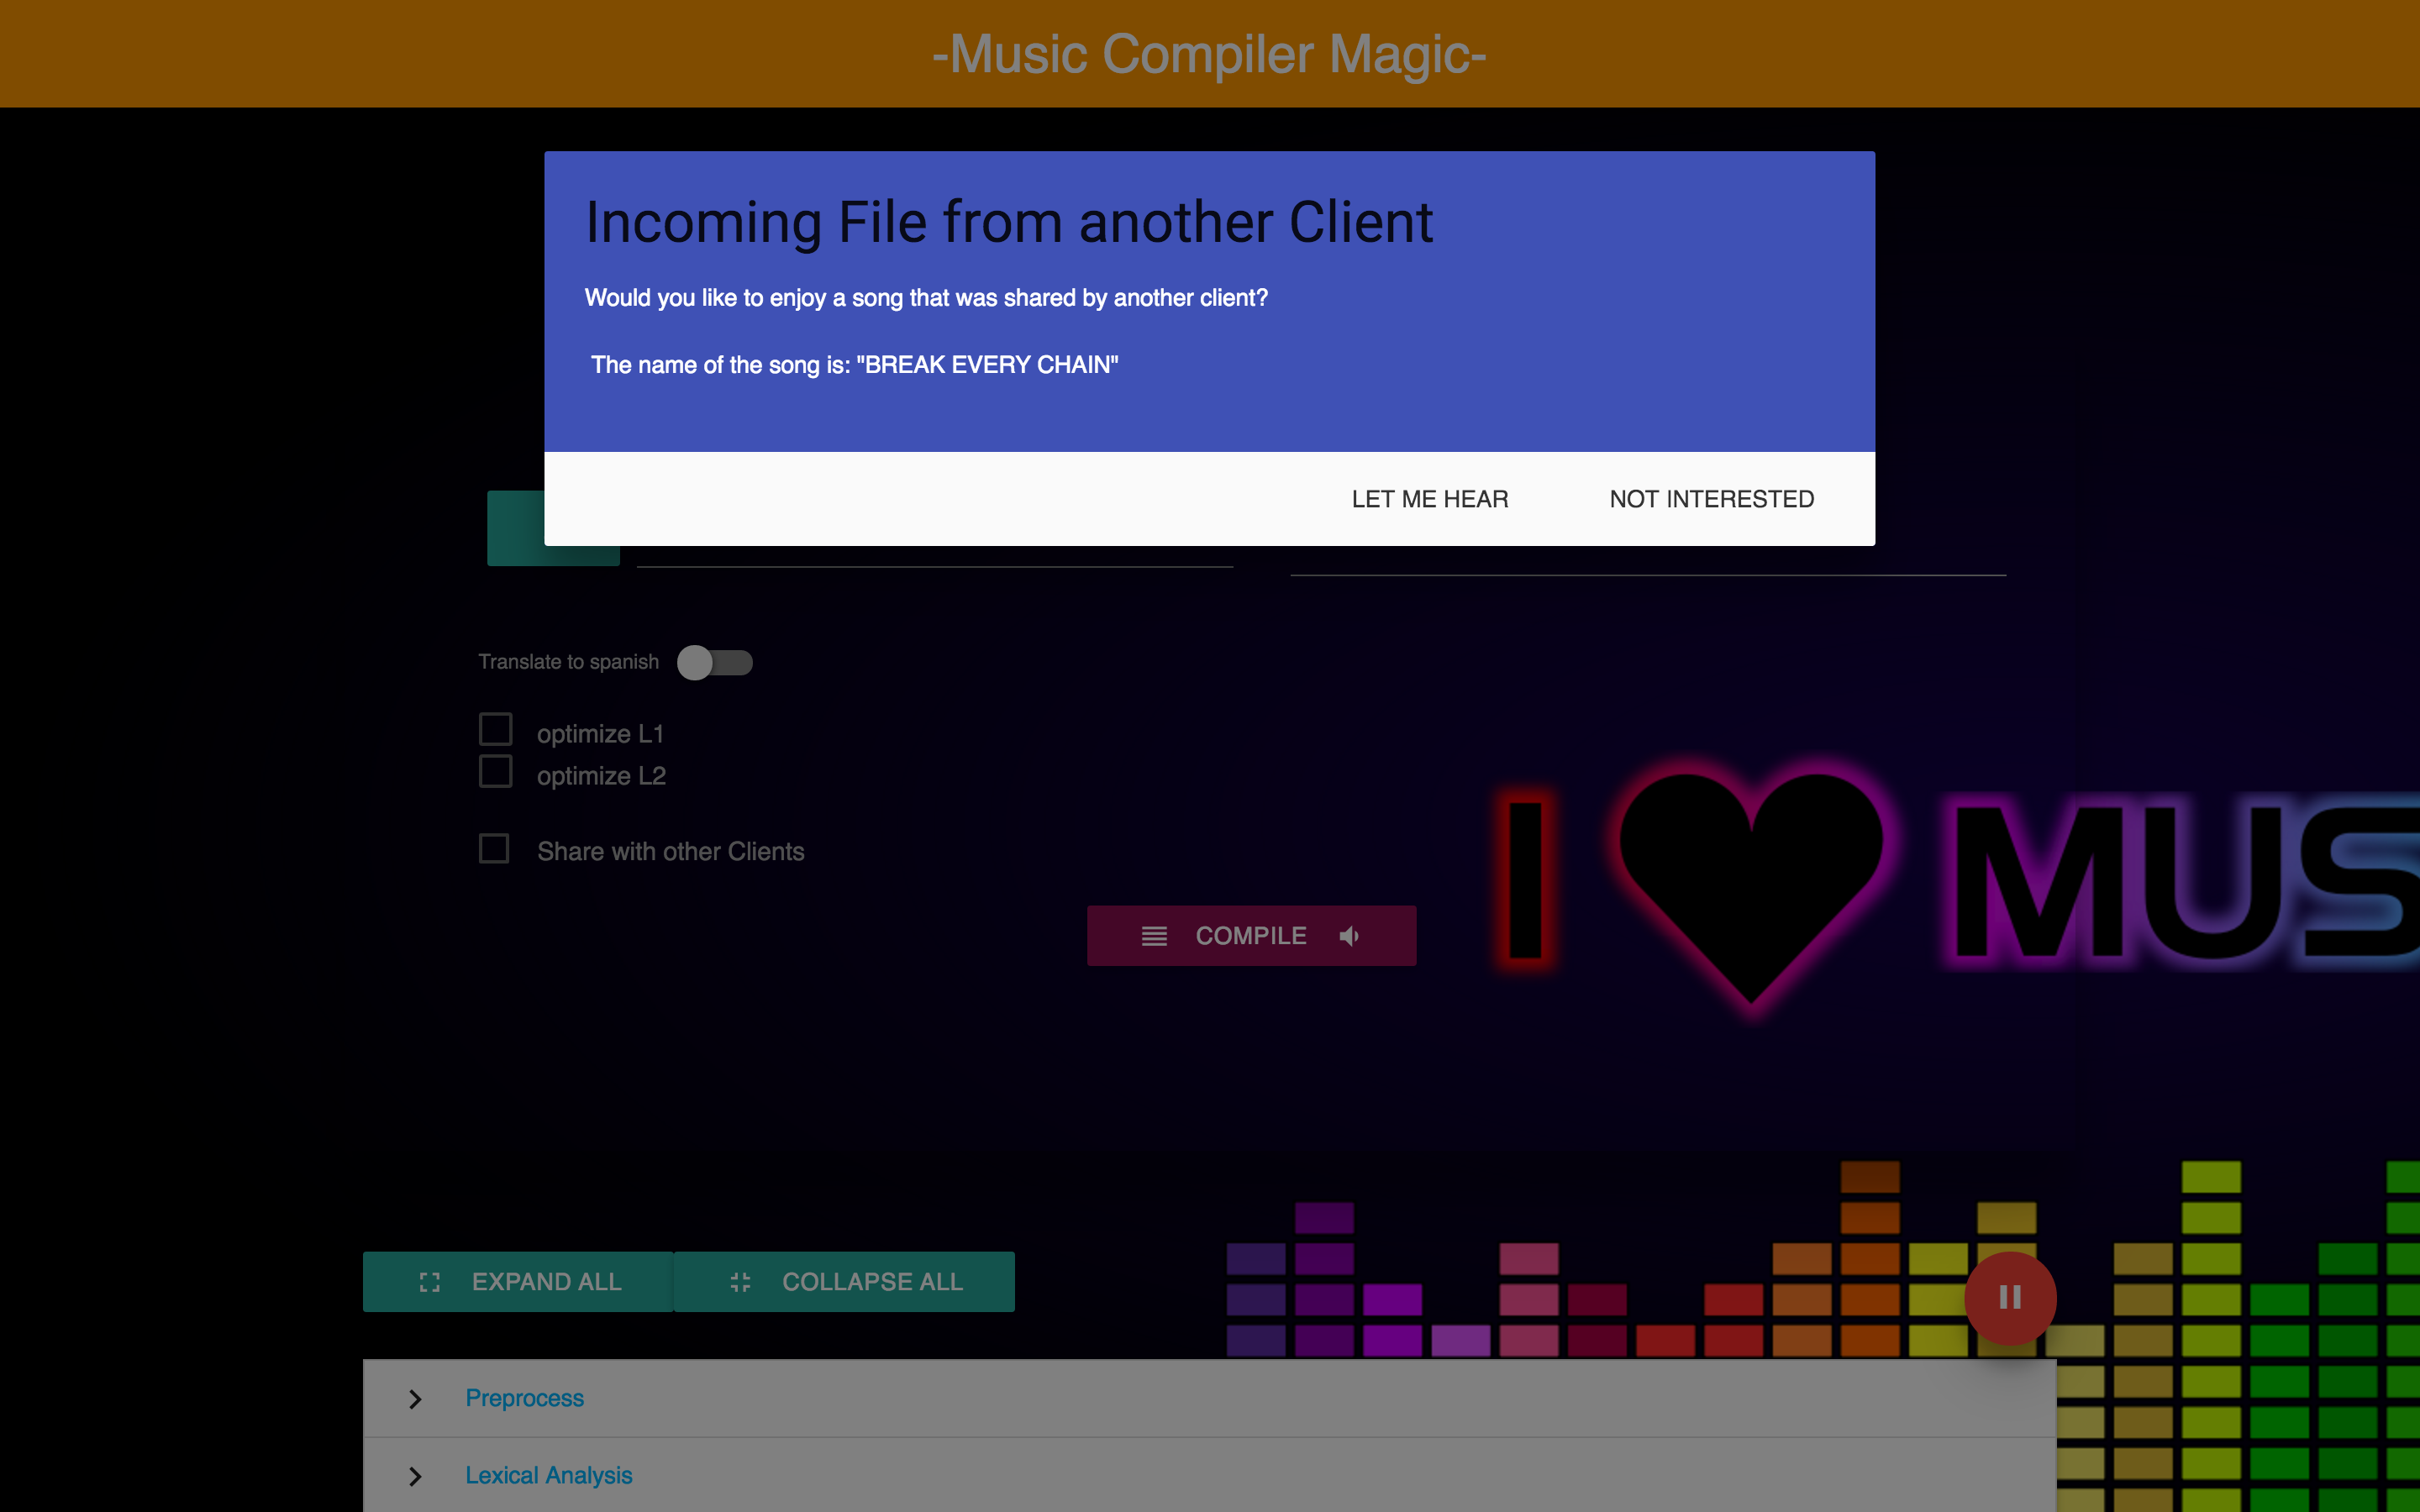 -Music Compiler Magic-
Incoming File from another Client
Would you like to enjoy a song that was shared by another client?
The name of the song is: "BREAK EVERY CHAIN"
LET ME HEAR NOT INTERESTED
Translate to spanish
optimize L1
optimize L2
Share with other Clients
COMPILE
I MUS
EXPAND ALL COLLAPSE ALL
Preprocess
Lexical Analysis